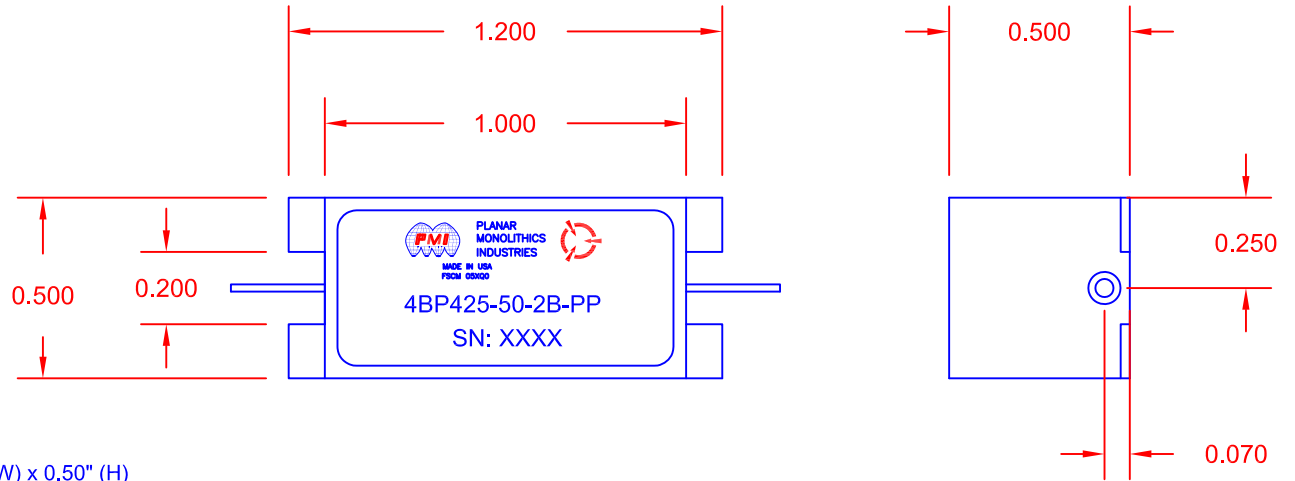 1.200
0.500
1.000
PMI
PLANAR
MONOLITHICS
INDUSTRIES
MADE IN USA
FSCM 05XQ0
4BP425-50-2B-PP
SN: XXXX
0.500
0.200
0.250
0.070
W) x 0.50" (H)